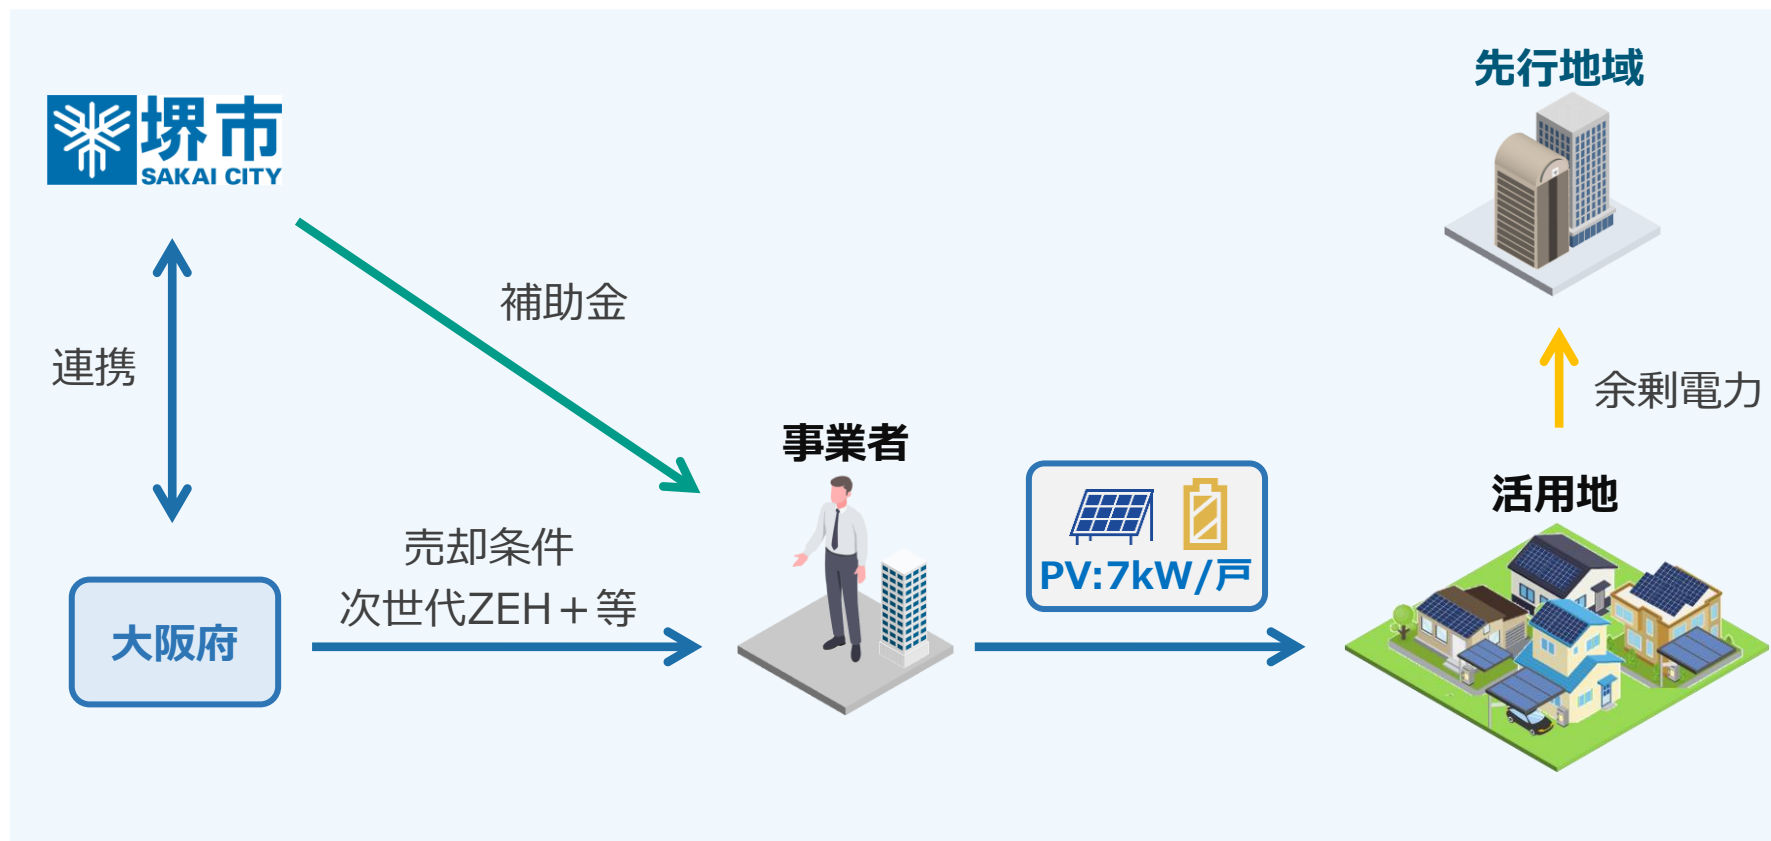 堺市
SAKAI CITY
先行地域
補助金
連携
余剰電力
事業者
活用地
売却条件
次世代ZEH＋等
PV:7kW/戸
大阪府